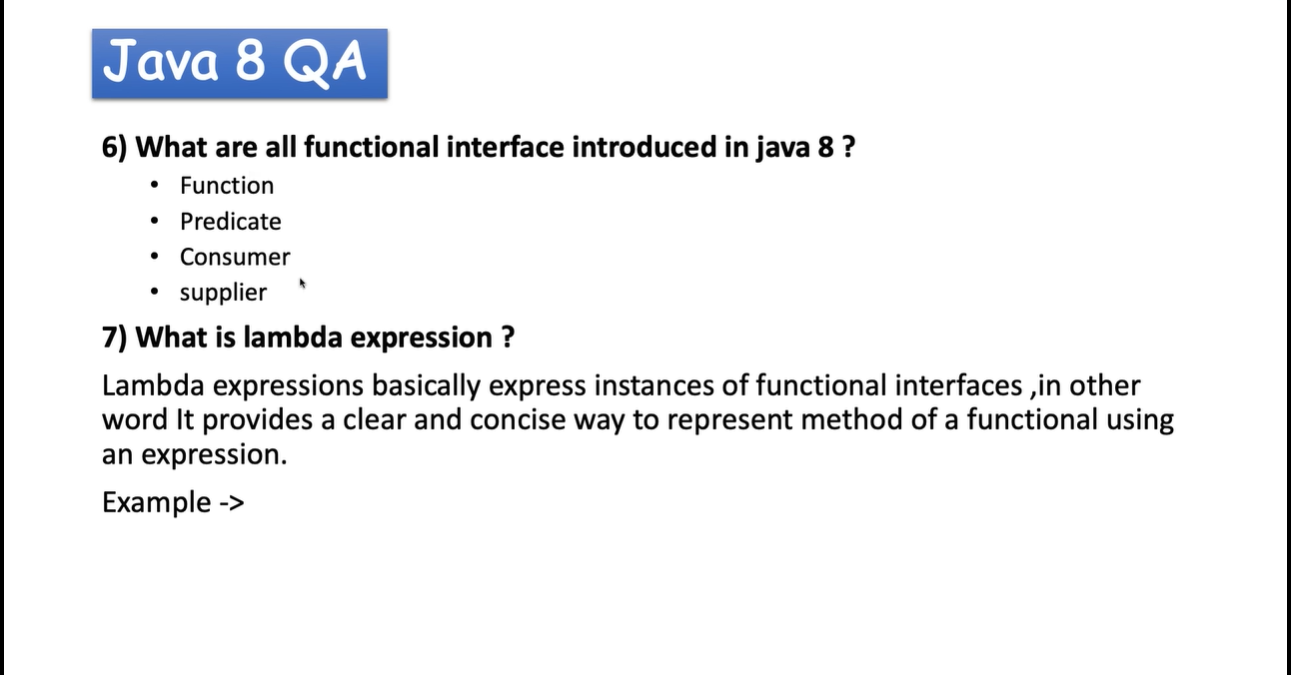 Java 8 QA
6) What are all functional interface introduced in java 8 ?
• Function
• Predicate
• Consumer
• supplier
7) What is lambda expression ?
Lambda expressions basically express instances of functional interfaces ,in other
word It provides a clear and concise way to represent method of a functional using
an expression.
Example ->